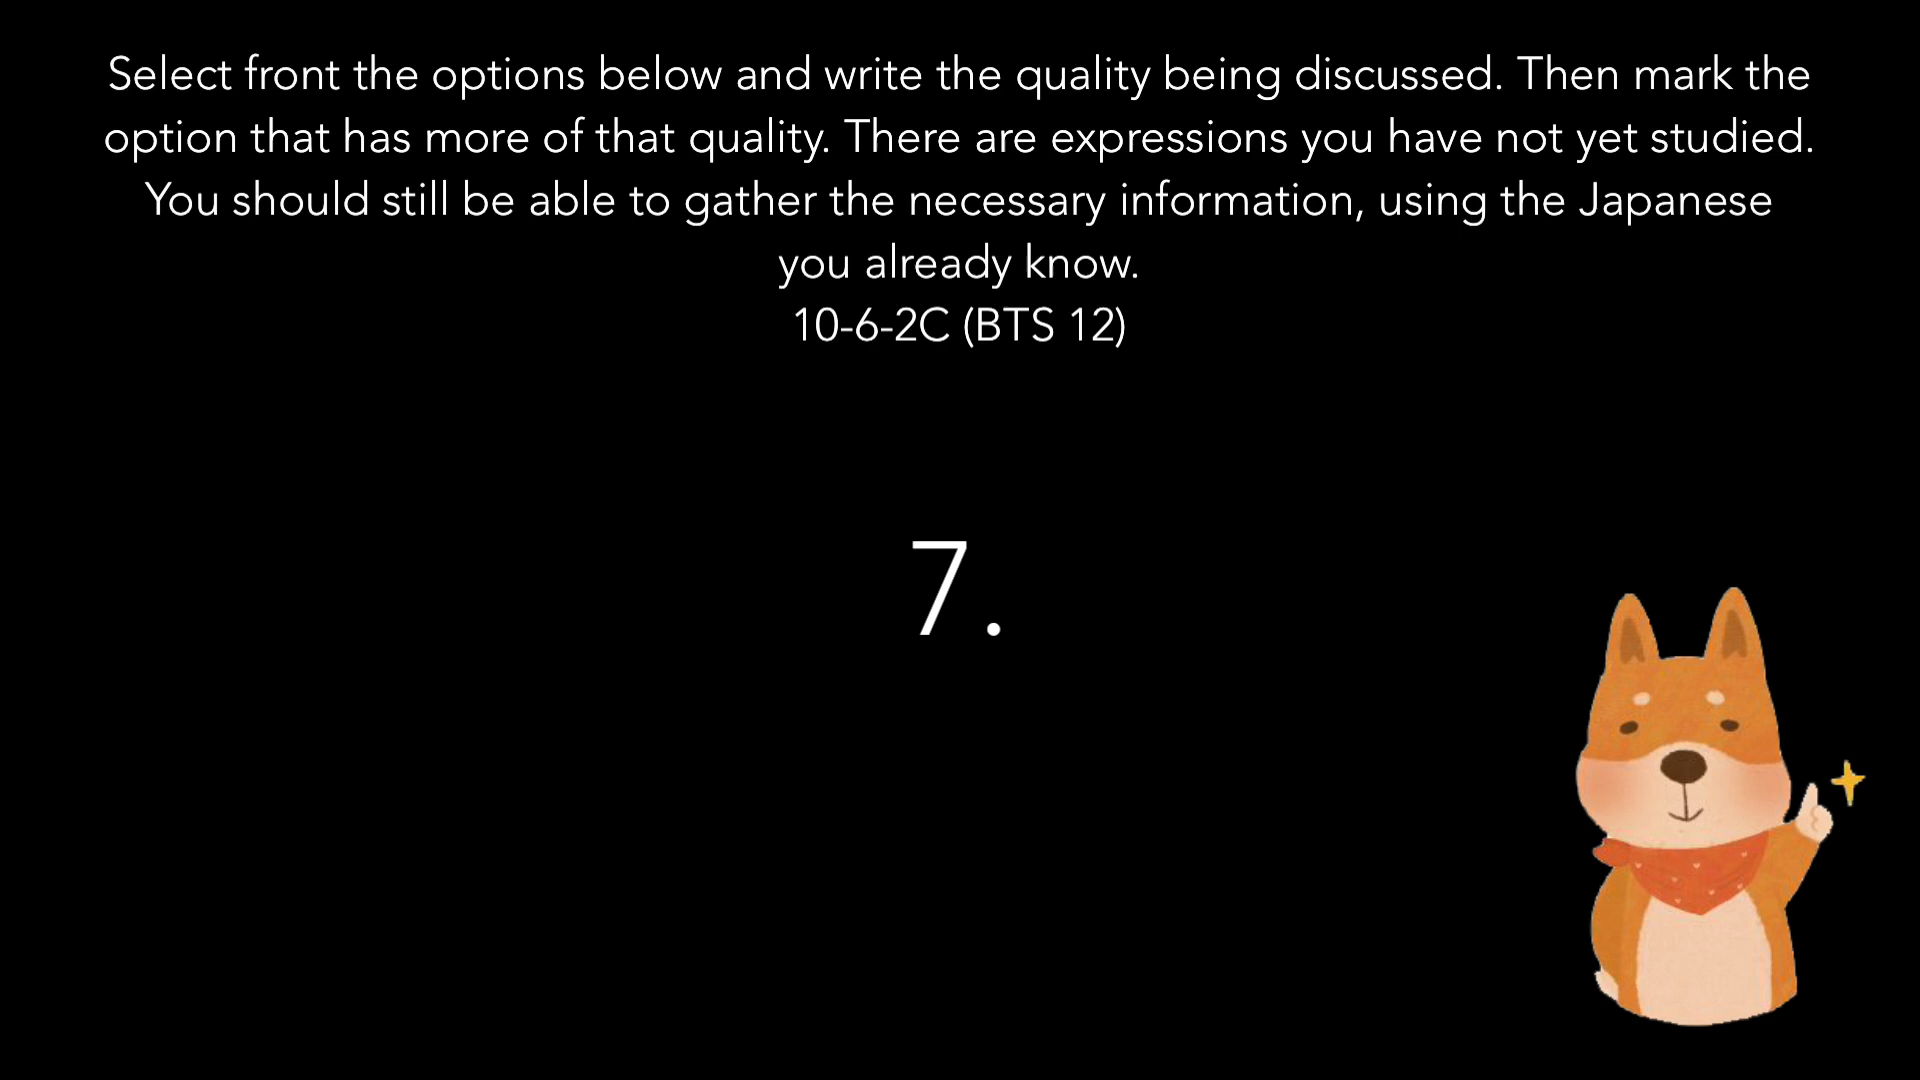 Select front the options below and write the quality being discussed. Then mark the
option that has more of that quality. There are expressions you have not yet studied.
You should still be able to gather the necessary information, using the Japanese
you already know.
10-6-2C (BTS 12)
7.